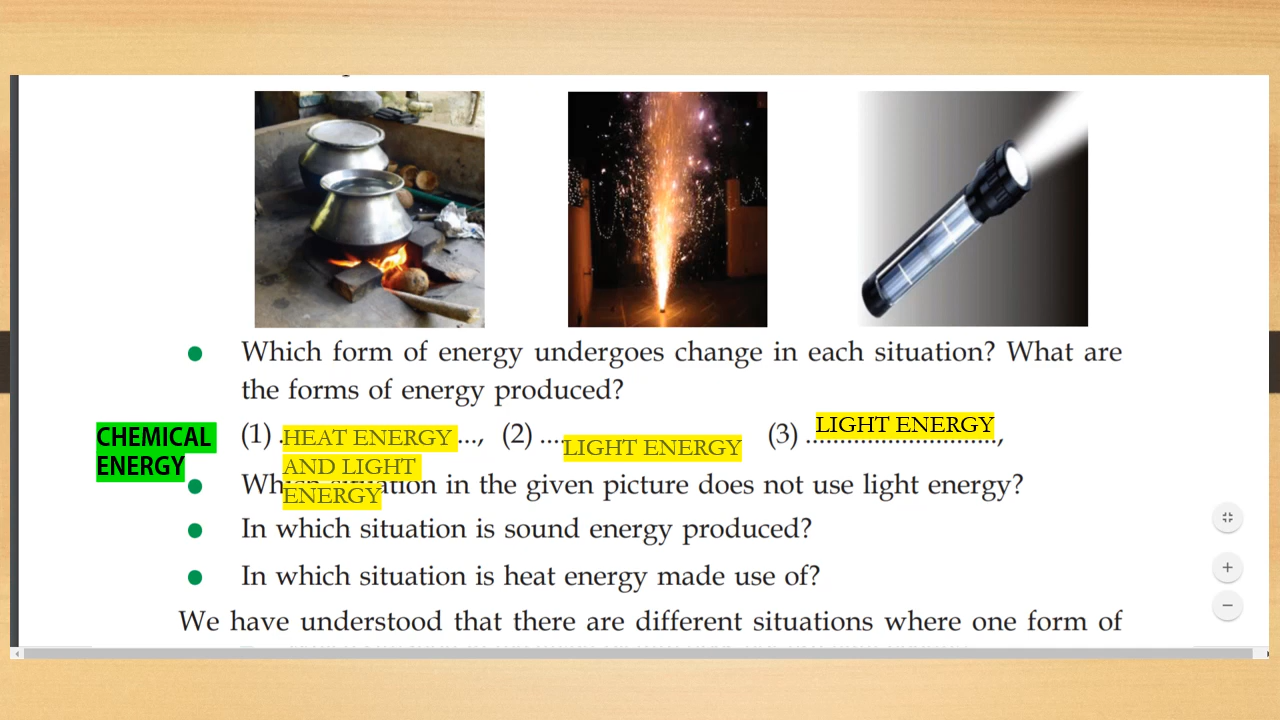 Which form of energy undergoes change in each situation? What are
the forms of energy produced?
CHEMICAL
ENERGY
(1) .HEAT ENERGY..., (2) .... LIGHT ENERGY (3) ..LIGHT ENERGY..,
AND LIGHT
ENERGY
Which situation in the given picture does not use light energy?
In which situation is sound energy produced?
In which situation is heat energy made use of?
We have understood that there are different situations where one form of